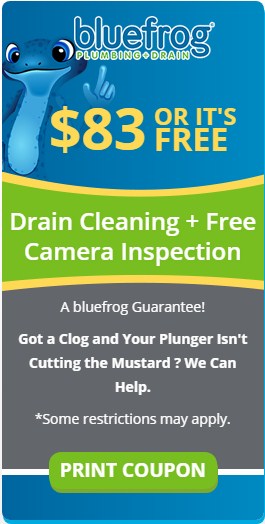 bluefrog®
PLUMBING + DRAIN
$83 OR IT'S
FREE
Drain Cleaning + Free
Camera Inspection
A bluefrog Guarantee!
Got a Clog and Your Plunger Isn't
Cutting the Mustard ? We Can
Help.
*Some restrictions may apply.
PRINT COUPON